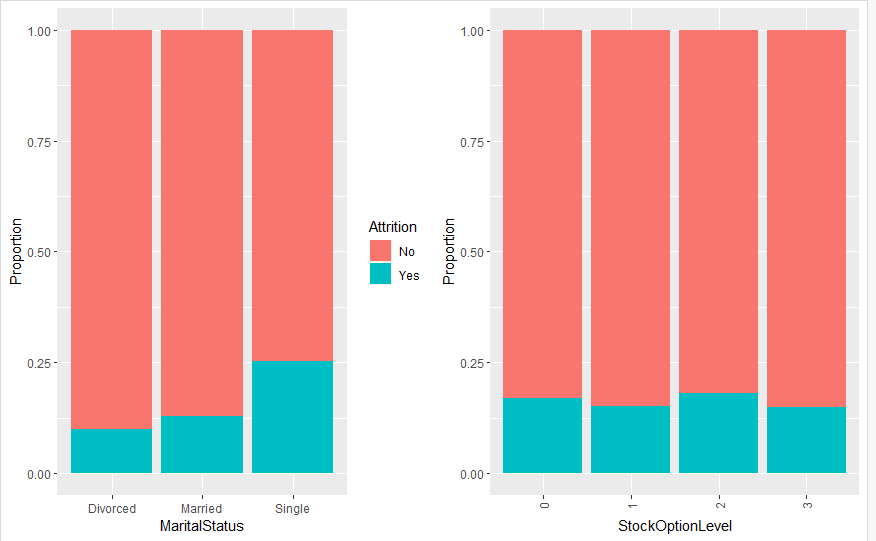 1.00
0.75
0.50
0.25
0.00
Proportion
Divorced Married Single
MaritalStatus
Attrition
No
Yes
1.00
0.75
0.50
0.25
0.00
Proportion
0 1 2 3
StockOptionLevel